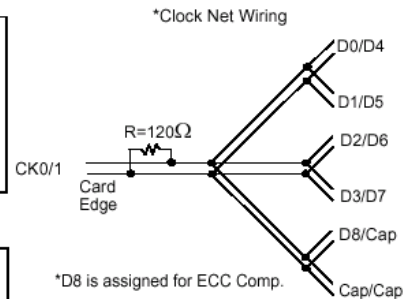 *Clock Net Wiring
D0/D4
D1/D5
R=120Ω
D2/D6
CK0/1
Card
Edge
D3/D7
D8/Cap
*D8 is assigned for ECC Comp.
Cap/Cap